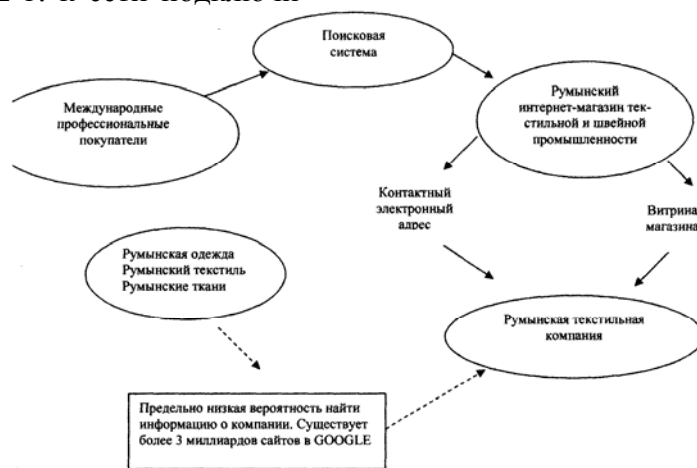 Поисковая
система
Международные
профессиональные
покупатели
Румынский
интернет-магазин тек-
стильной и швейной
промышленности
Контактный
электронный
адрес
Витрина
магазина
Румынская одежда
Румынский текстиль
Румынские ткани
Румынская текстильная
компания
Предельно низкая вероятность найти
информацию о компании. Существует
более 3 миллиардов сайтов в GOOGLE